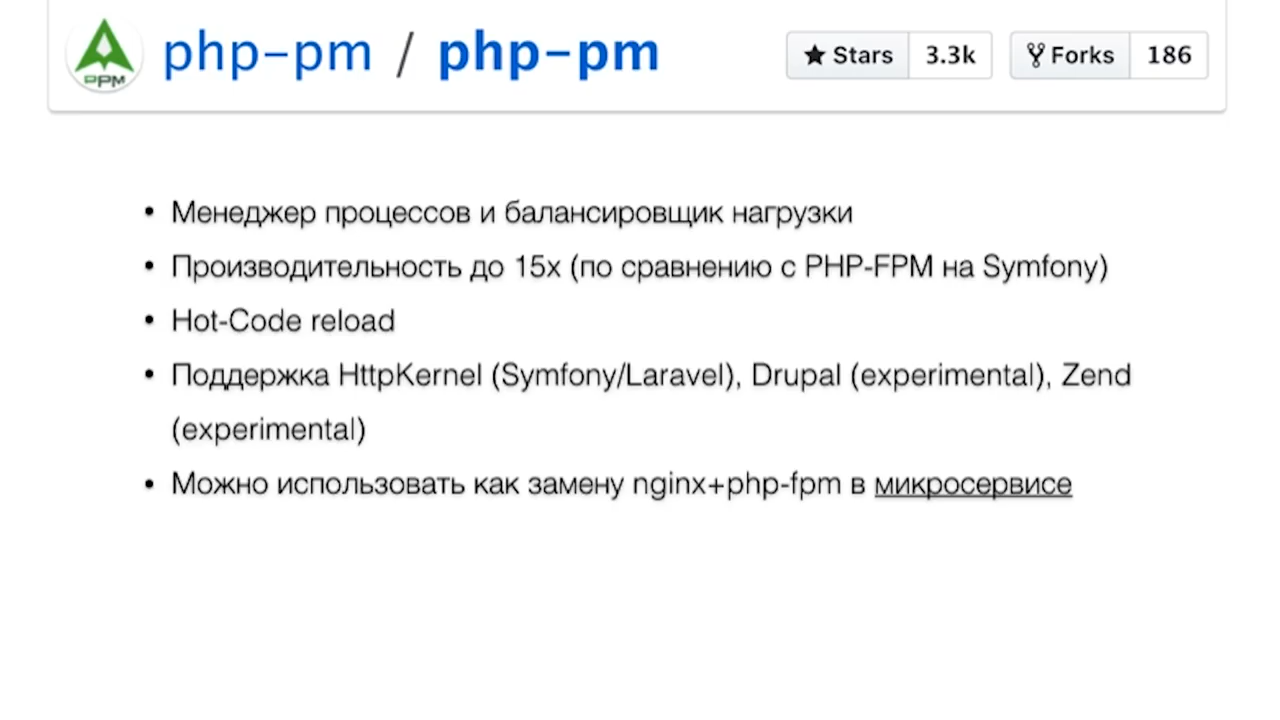 php-pm / php-pm
Stars 3.3k
Forks 186
PPM
• Менеджер процессов и балансировщик нагрузки
• Производительность до 15x (по сравнению с PHP-FPM на Symfony)
• Hot-Code reload
• Поддержка HttpKernel (Symfony/Laravel), Drupal (experimental), Zend
(experimental)
• Можно использовать как замену nginx+php-fpm в микросервисе